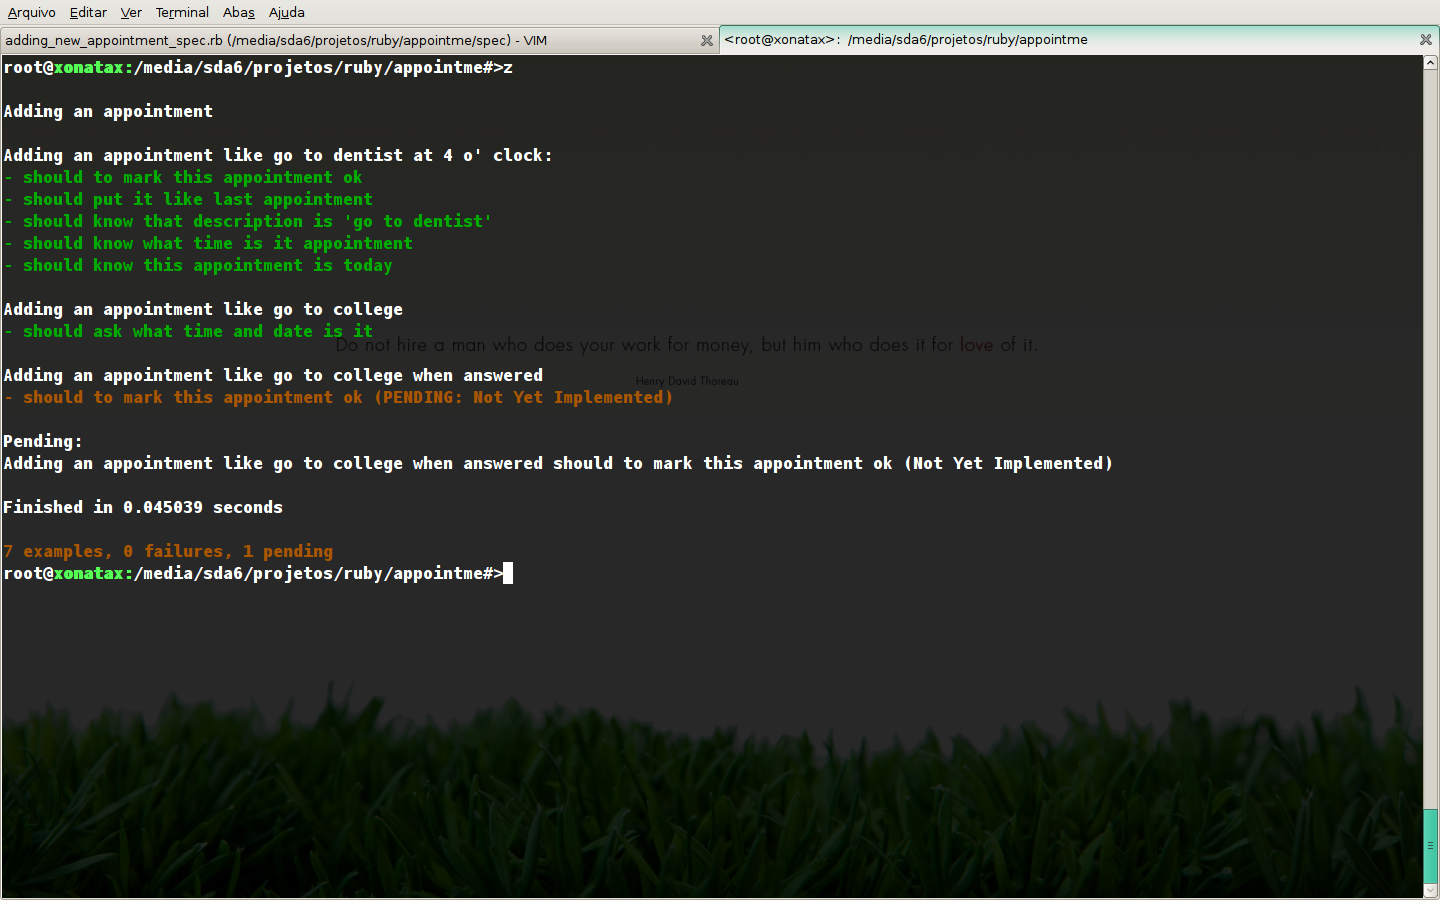 Arquivo Editar Ver Terminal Abas Ajuda
adding_new_appointment_spec.rb (/media/sda6/projetos/ruby/appointme/spec) - VIM
<root@xonatax>: /media/sda6/projetos/ruby/appointme
root@xonatax:/media/sda6/projetos/ruby/appointme#>z
Adding an appointment
Adding an appointment like go to dentist at 4 o' clock:
- should to mark this appointment ok
- should put it like last appointment
- should know that description is 'go to dentist'
- should know what time is it appointment
- should know this appointment is today
Adding an appointment like go to college
- should ask what time and date is it
Do not hire a man who does your work for money, but him who does it for love of it.
Adding an appointment like go to college when answered
Henry David Thoreau
- should to mark this appointment ok (PENDING: Not Yet Implemented)
Pending:
Adding an appointment like go to college when answered should to mark this appointment ok (Not Yet Implemented)
Finished in 0.045039 seconds
7 examples, 0 failures, 1 pending
root@xonatax:/media/sda6/projetos/ruby/appointme#>